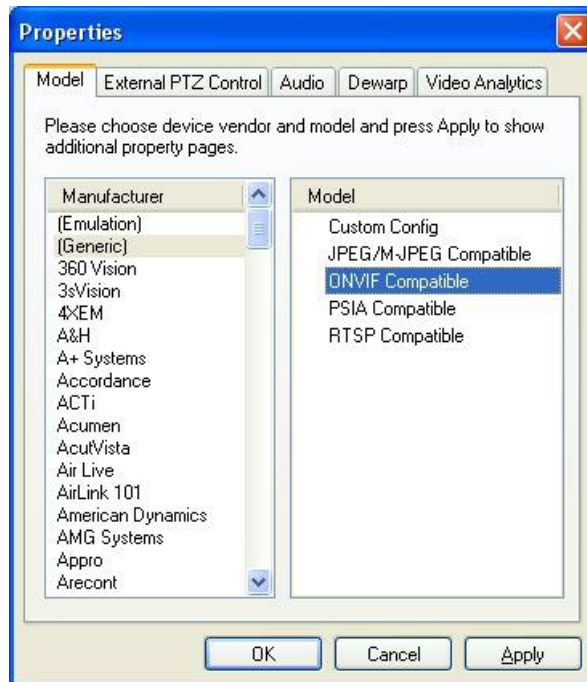 Properties
Model External PTZ Control Audio Dewarp Video Analytics
Please choose device vendor and model and press Apply to show
additional property pages.
Manufacturer
(Emulation)
(Generic)
360 Vision
3sVision
4XEM
A&H
A+ Systems
Accordance
ACTi
Acumen
AcutVista
Air Live
AirLink 101
American Dynamics
AMG Systems
Appro
Arecont
Model
Custom Config
JPEG/M-JPEG Compatible
ONVIF Compatible
PSIA Compatible
RTSP Compatible
OK Cancel Apply